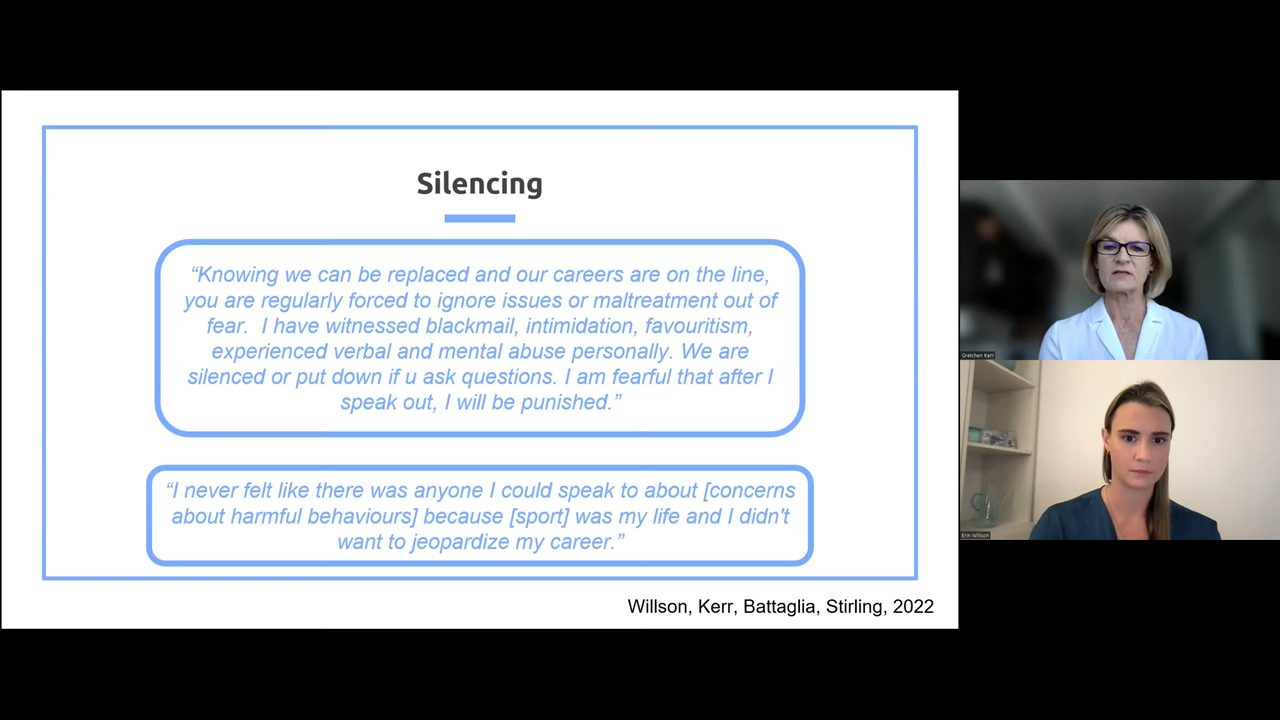 Silencing
“Knowing we can be replaced and our careers are on the line,
you are regularly forced to ignore issues or maltreatment out of
fear.  I have witnessed blackmail, intimidation, favouritism,
experienced verbal and mental abuse personally. We are
silenced or put down if u ask questions. I am fearful that after I
speak out, I will be punished.”
“I never felt like there was anyone I could speak to about [concerns
about harmful behaviours] because [sport] was my life and I didn't
want to jeopardize my career.”
Willson, Kerr, Battaglia, Stirling, 2022
Gretchen Kerr
Erin Willson